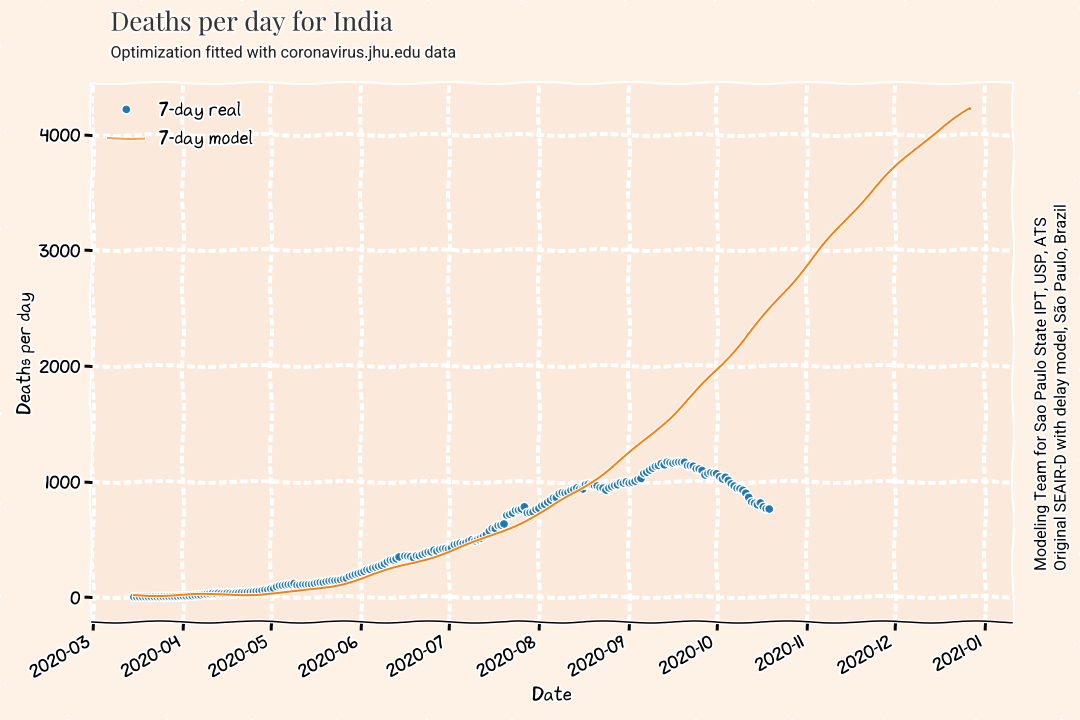 Deaths per day for India
Optimization fitted with coronavirus.jhu.edu data
7-day real
7-day model
4000
3000
2000
1000
0
Deaths per day
2020-03
2020-04
2020-05
2020-06
2020-07
2020-08
2020-09
2020-10
2020-11
2020-12
2021-01
Date
Modeling Team for Sao Paulo State IPT, USP, ATS
Original SEAIR-D with delay model, São Paulo, Brazil